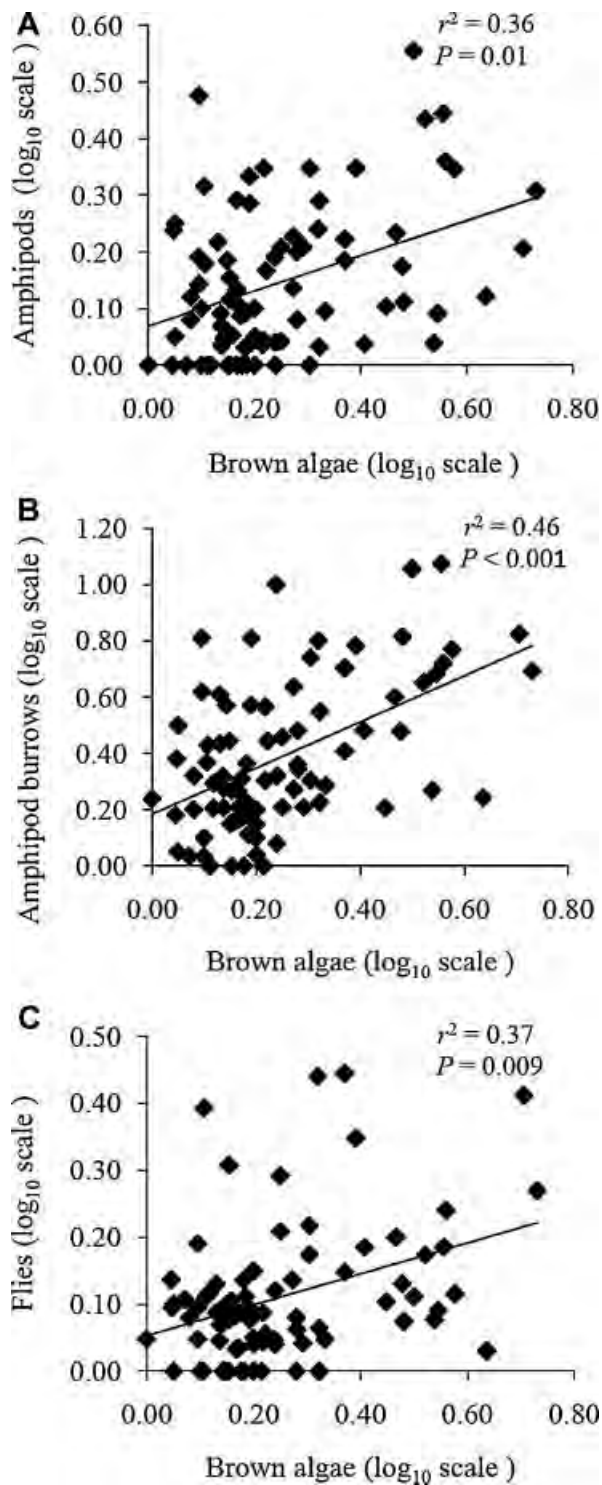 A
r² = 0.36
P = 0.01
0.60
0.50
0.40
0.30
0.20
0.10
0.00
Amphipods (log₁₀ scale )
0.00 0.20 0.40 0.60 0.80
Brown algae (log₁₀ scale )
B
r² = 0.46
P < 0.001
1.20
1.00
0.80
0.60
0.40
0.20
0.00
Amphipod burrows (log₁₀ scale )
0.00 0.20 0.40 0.60 0.80
Brown algae (log₁₀ scale )
C
r² = 0.37
P = 0.009
0.50
0.40
0.30
0.20
0.10
0.00
Flies (log₁₀ scale )
0.00 0.20 0.40 0.60 0.80
Brown algae (log₁₀ scale )